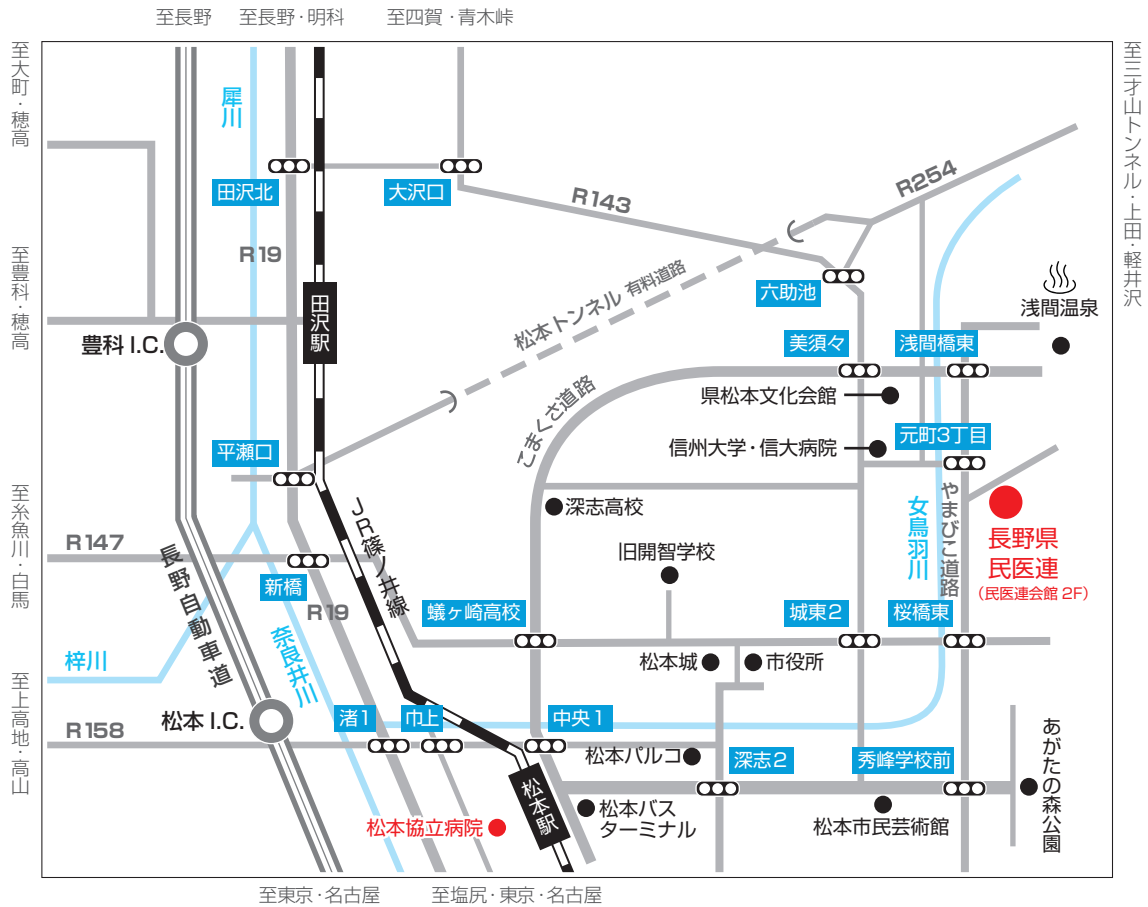 至長野
至長野・明科
至四賀・青木峠
至大町・穂高
至三才山トンネル・上田・軽井沢
犀川
田沢北
大沢口
R143
R254
R19
至豊科・穂高
田沢駅
松本トンネル 有料道路
六助池
浅間温泉
豊科 I.C.
美須々
浅間橋東
こまくさ道路
県松本文化会館
平瀬口
元町3丁目
信州大学・信大病院
至糸魚川・白馬
JR篠ノ井線
深志高校
女鳥羽川
やまびこ道路
長野県
民医連
(民医連会館 2F)
R147
旧開智学校
新橋
R19
長野自動車道
蟻ヶ崎高校
城東2
桜橋東
梓川
奈良井川
松本城
市役所
至上高地・高山
松本 I.C.
渚1
巾上
中央1
R158
松本パルコ
深志2
秀峰学校前
あがたの森公園
松本駅
松本バス
ターミナル
松本市民芸術館
松本協立病院
至東京・名古屋
至塩尻・東京・名古屋